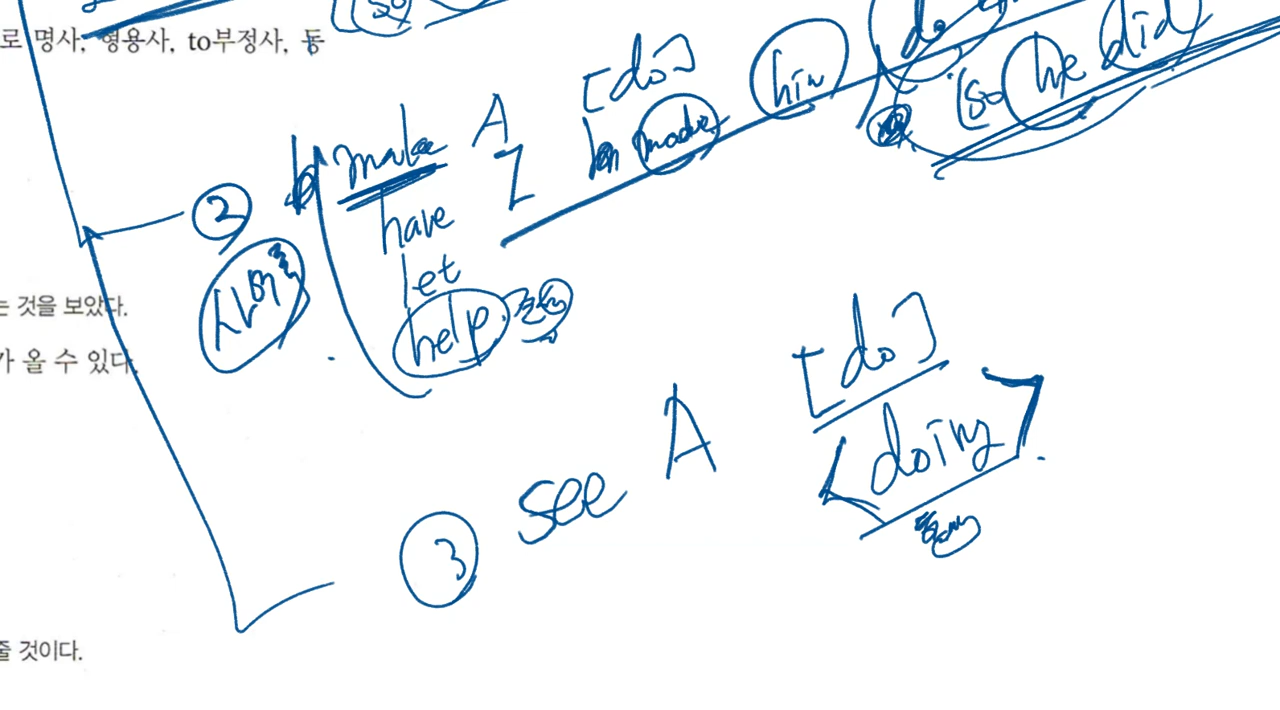 로 명사, 형용사, to부정사, 동
[do]
made him do
(so he did
② make A
have
let
help 준
사역
는 것을 보았다.
가 올 수 있다.
[do]
③ see A
doing
줄 것이다.